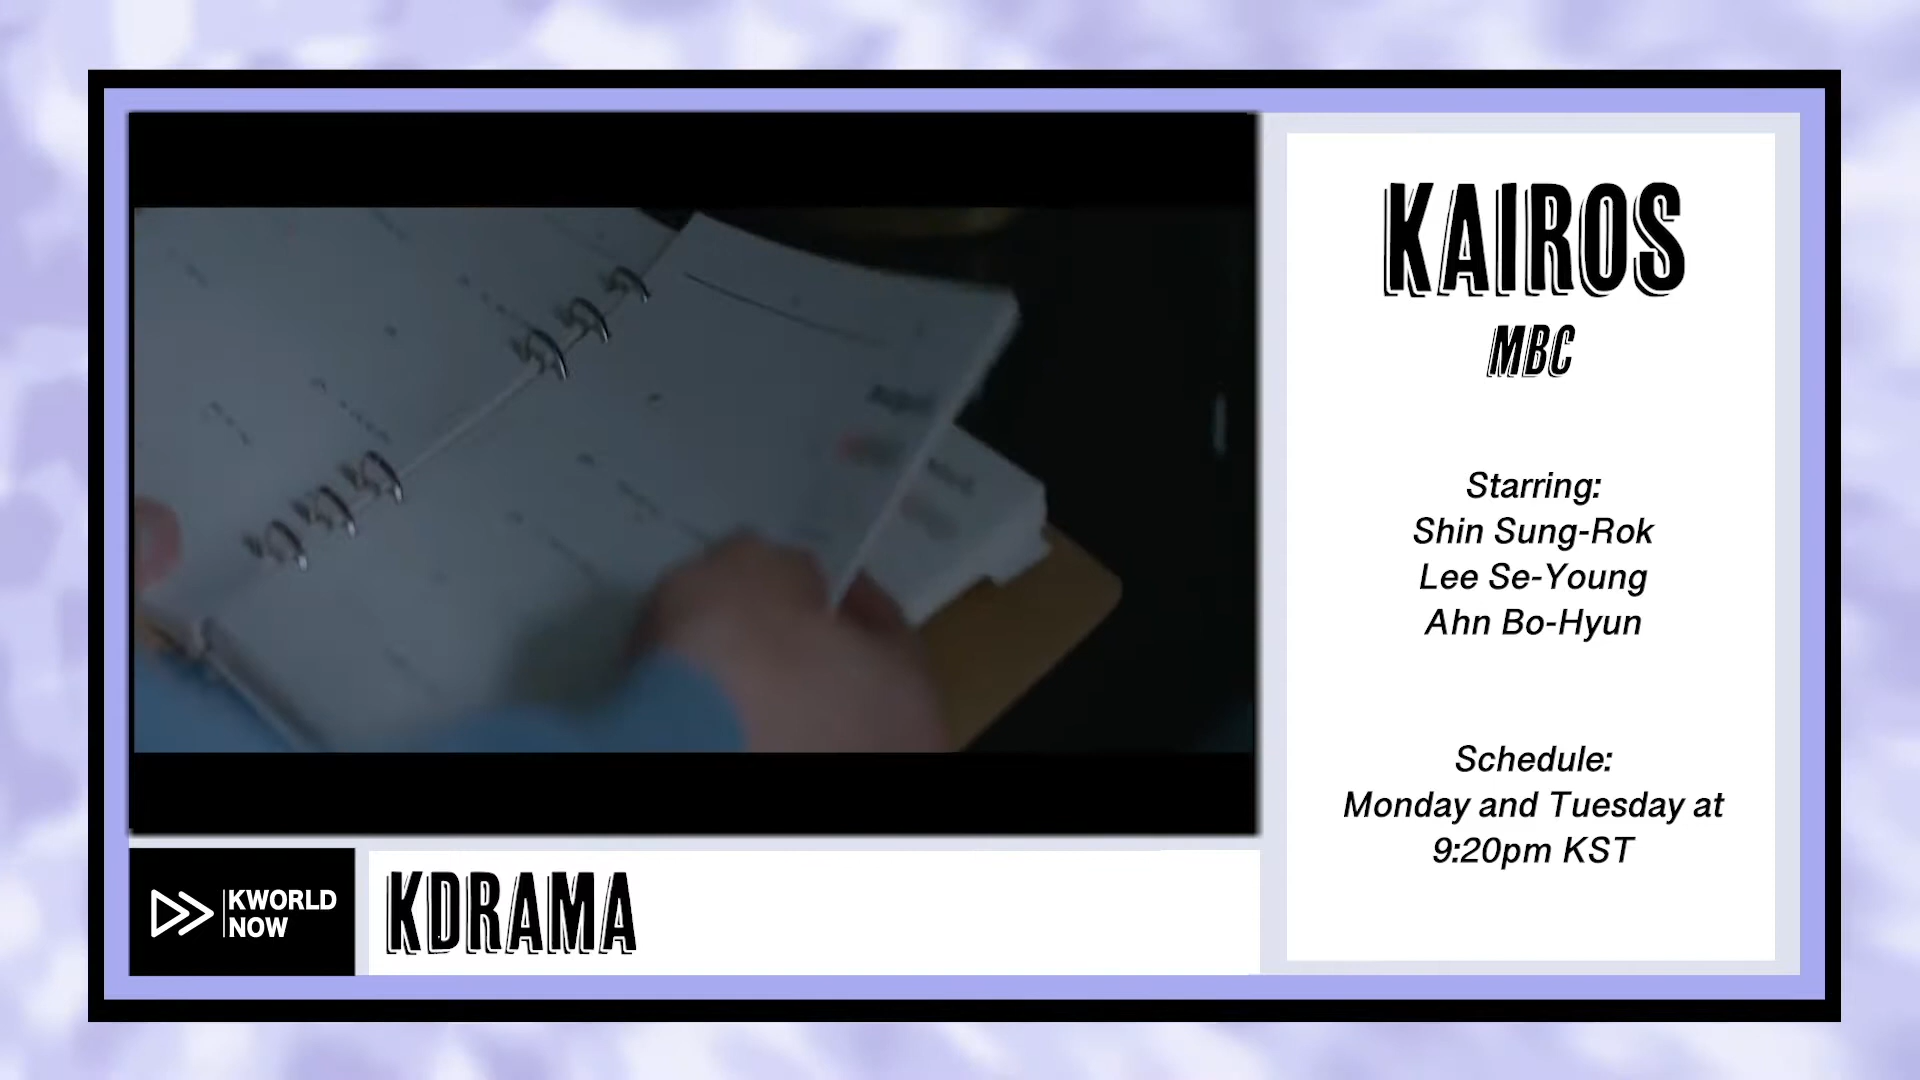 KAIROS
MBC
Starring:
Shin Sung-Rok
Lee Se-Young
Ahn Bo-Hyun
Schedule:
Monday and Tuesday at
9:20pm KST
KWORLD
NOW
KDRAMA